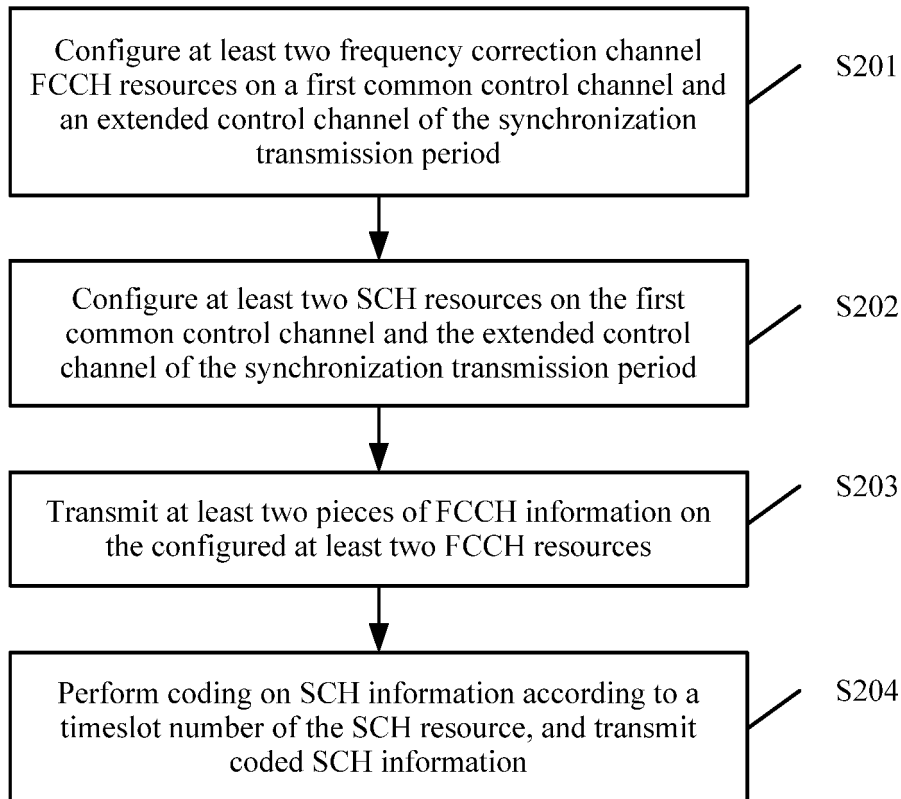 Configure at least two frequency correction channel
FCCH resources on a first common control channel and
an extended control channel of the synchronization
transmission period
S201
Configure at least two SCH resources on the first
common control channel and the extended control
channel of the synchronization transmission period
S202
Transmit at least two pieces of FCCH information on
the configured at least two FCCH resources
S203
Perform coding on SCH information according to a
timeslot number of the SCH resource, and transmit
coded SCH information
S204